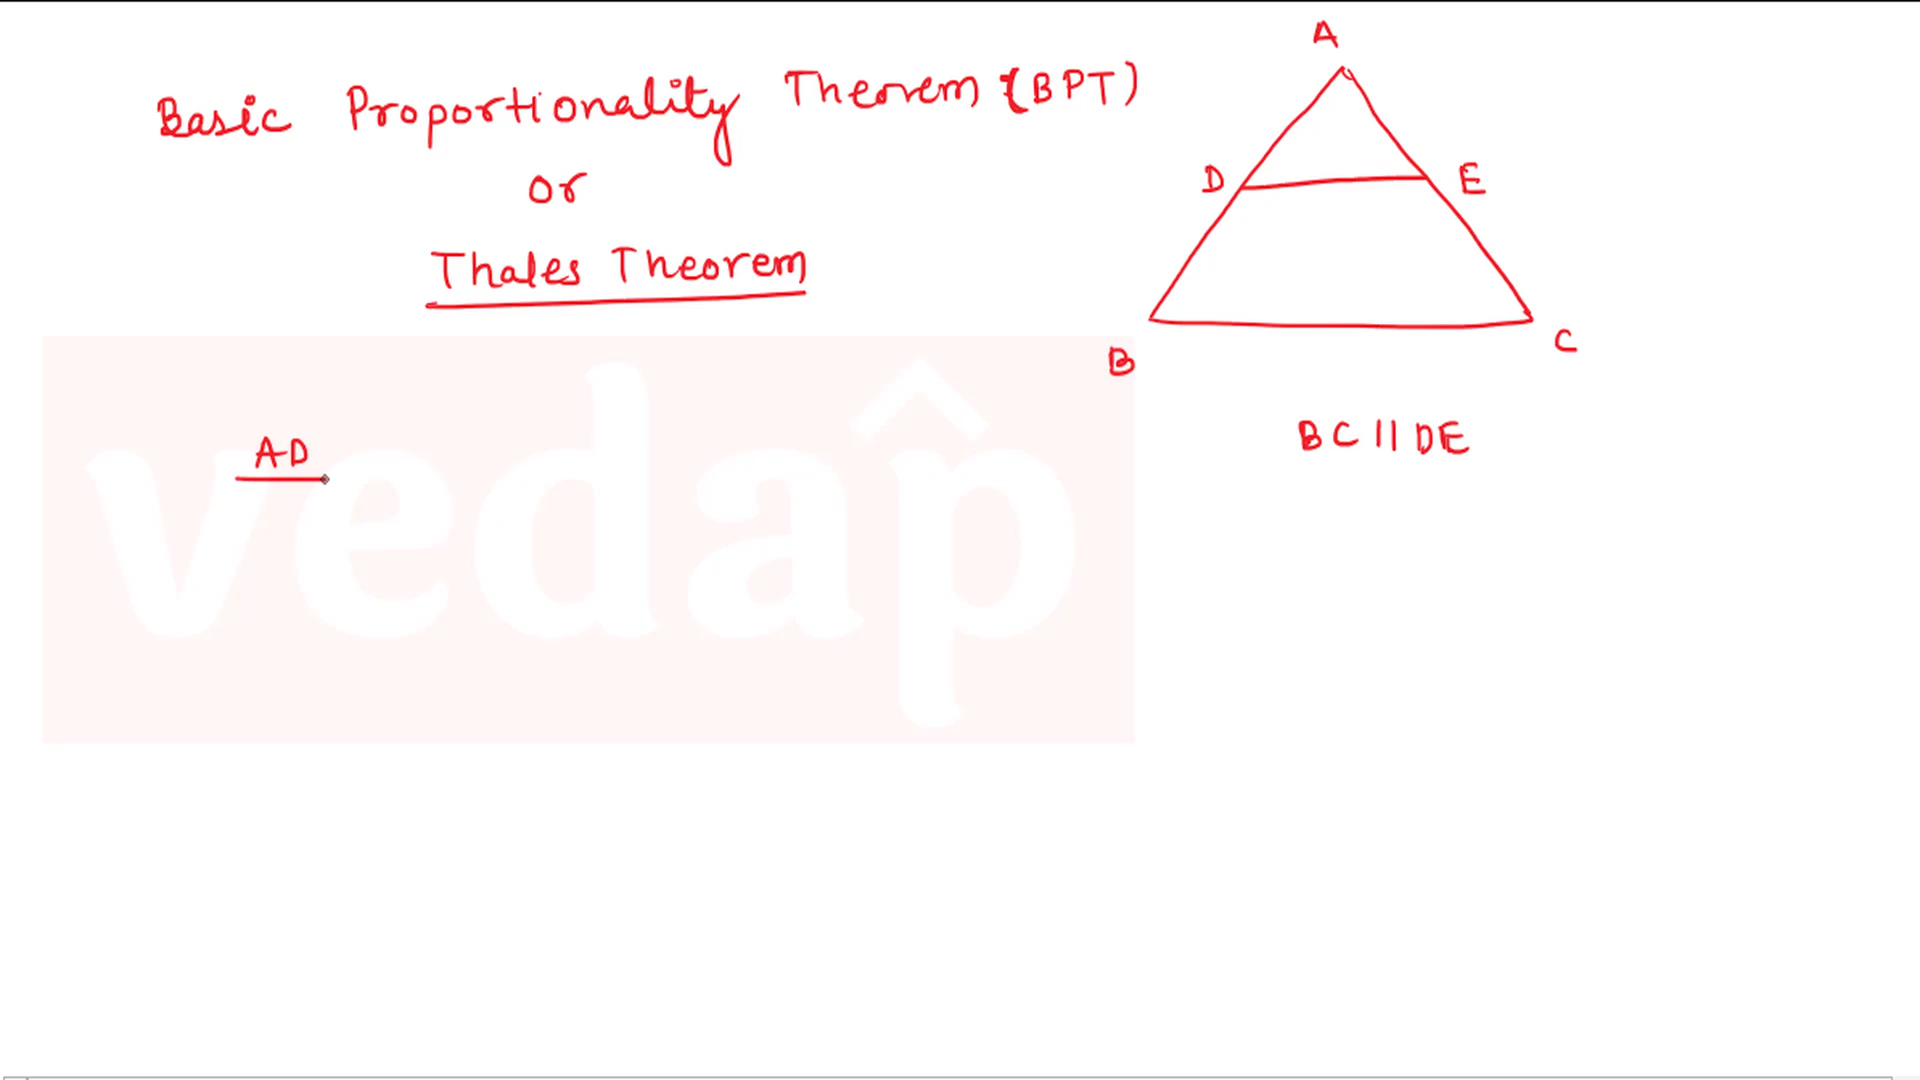 Basic Proportionality Theorem (BPT)
or
Thales Theorem
A
D
E
B
C
BC || DE
AD
vedap̂